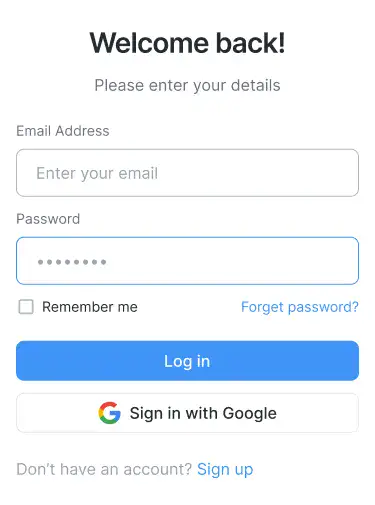 Welcome back!
Please enter your details
Email Address
Enter your email
Password
Remember me Forget password?
Log in
Sign in with Google
Don't have an account? Sign up